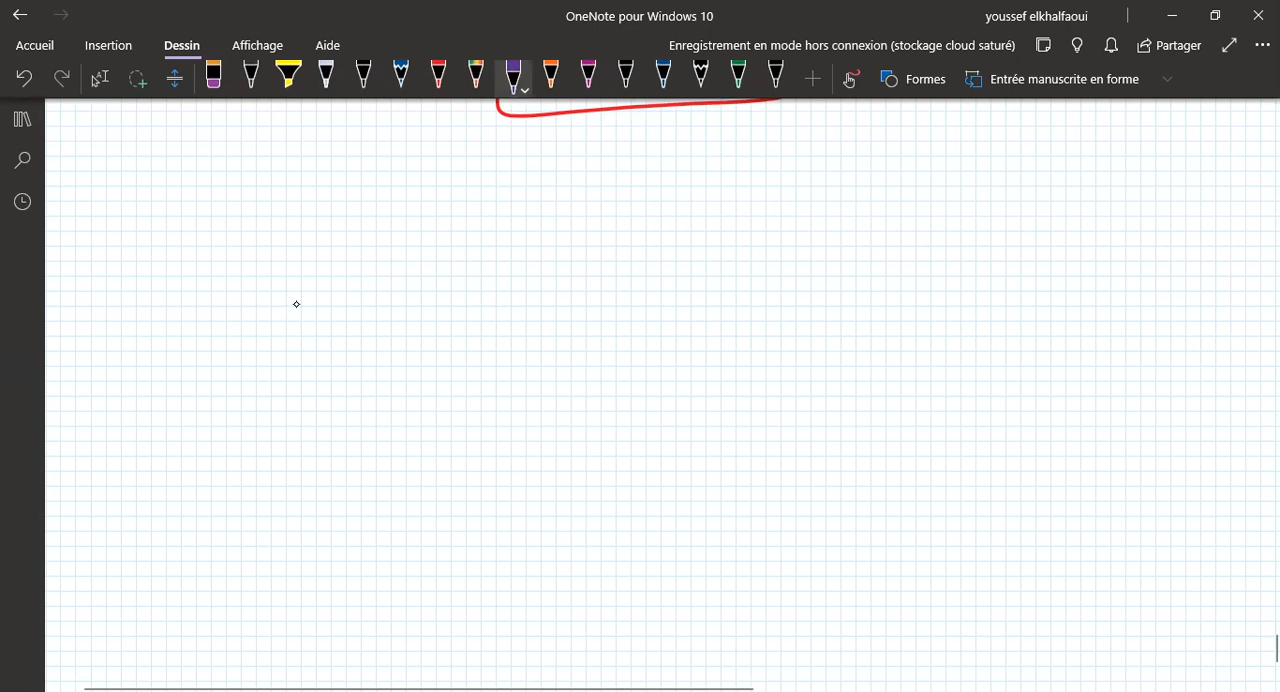 OneNote pour Windows 10
youssef elkhalfaoui
Accueil
Insertion
Dessin
Affichage
Aide
Enregistrement en mode hors connexion (stockage cloud saturé)
Partager
Formes
Entrée manuscrite en forme